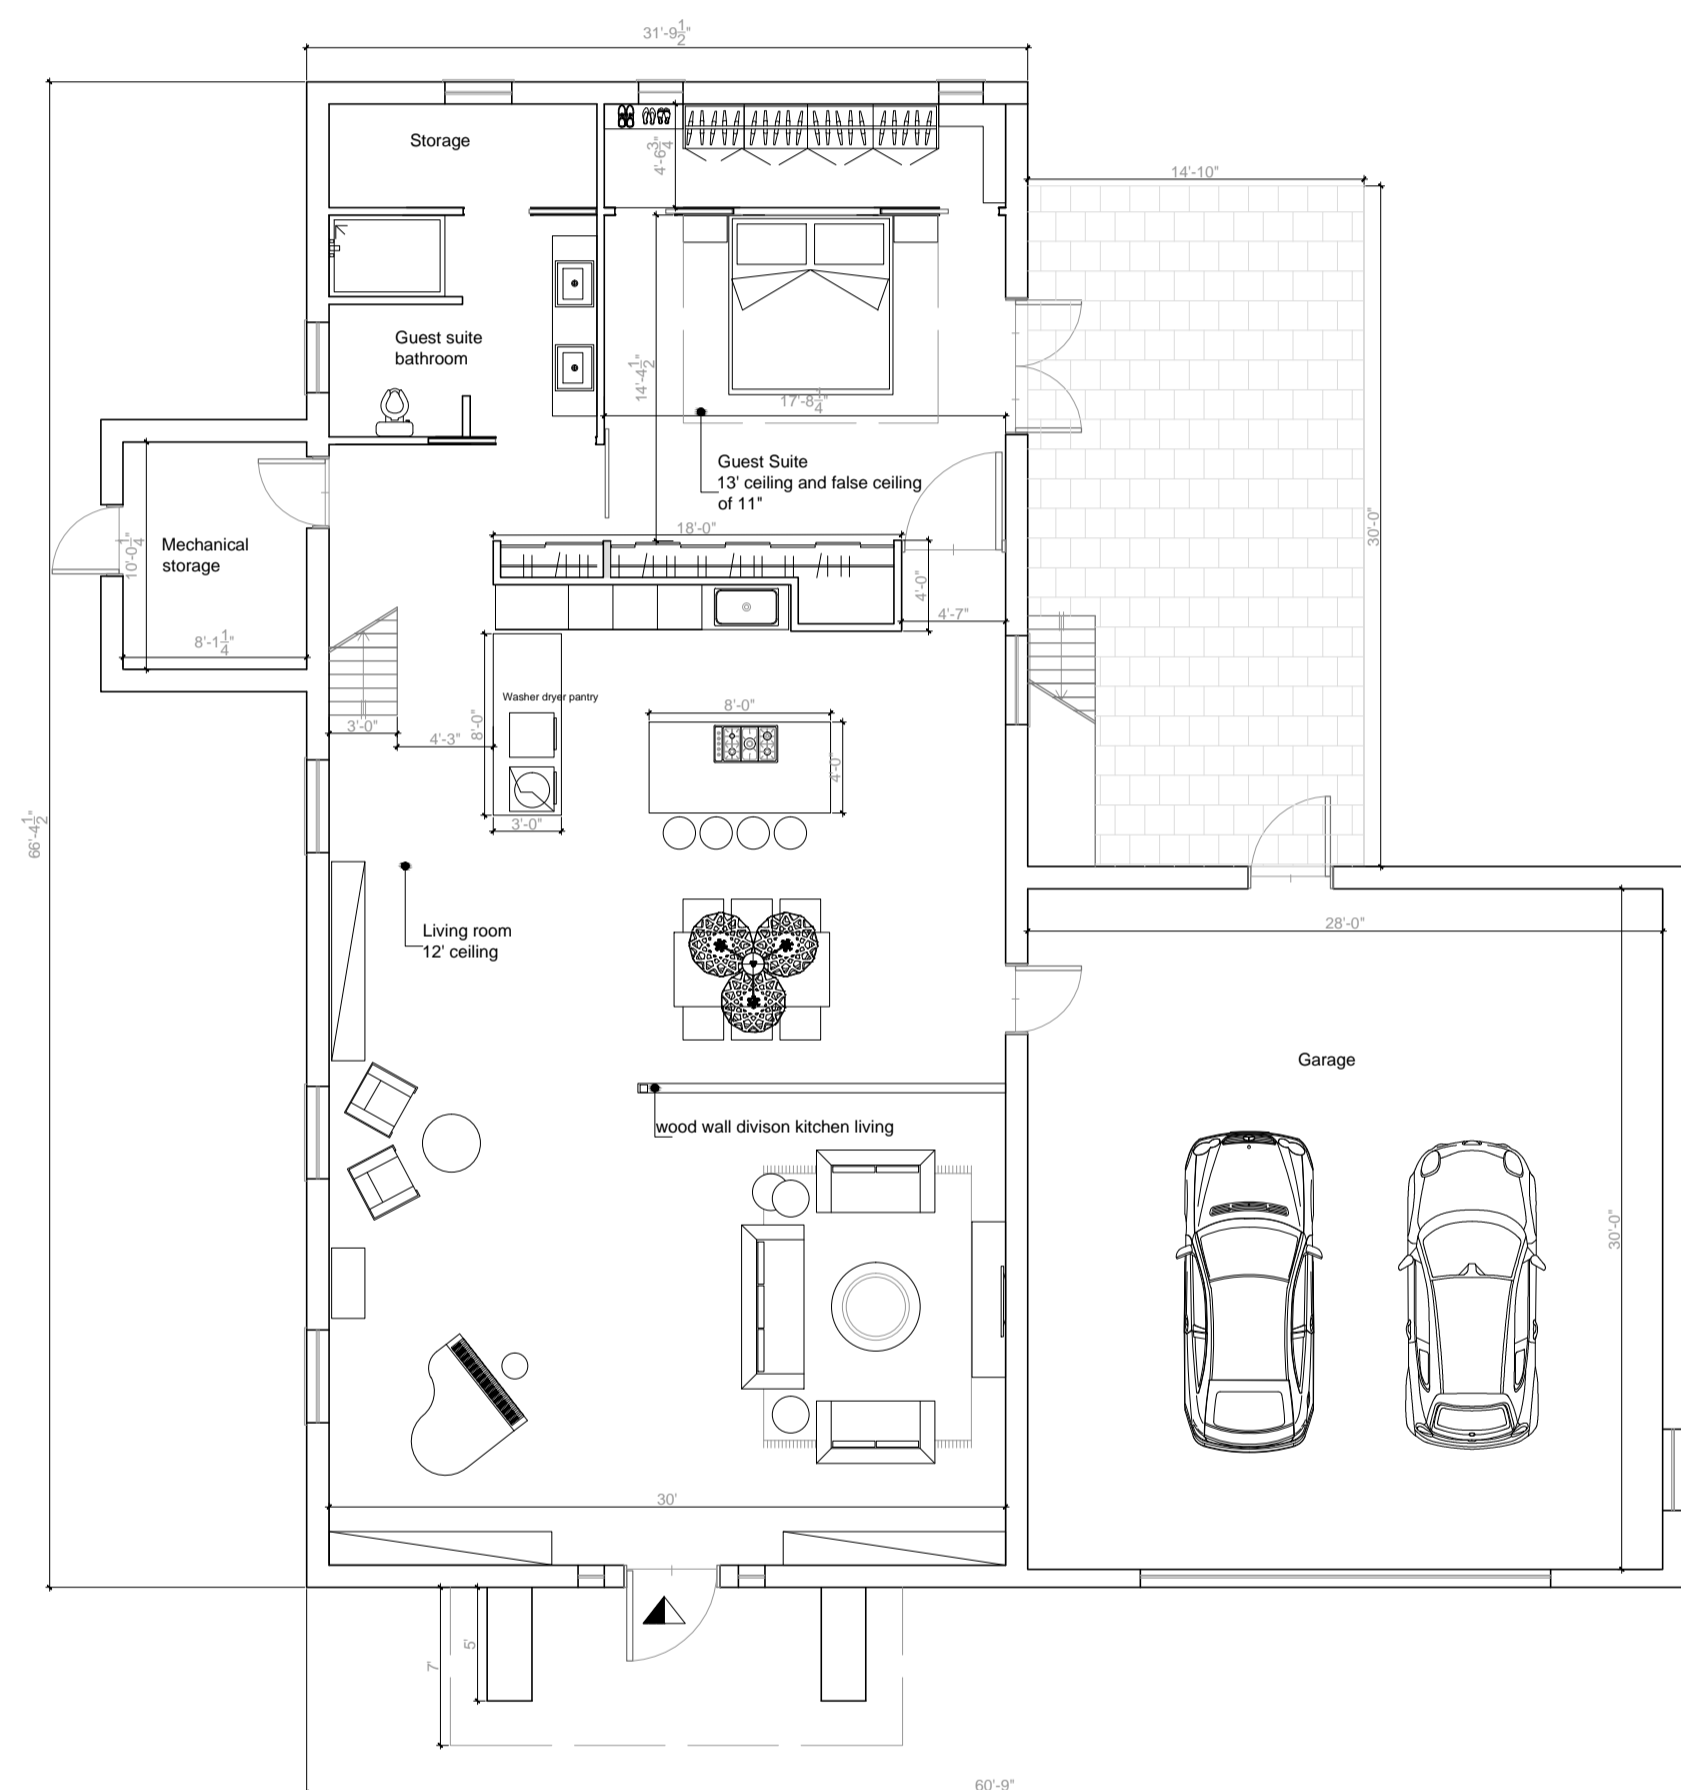 31'-9 1/2"
Storage
4'-6 3/4"
14'-10"
Guest suite
bathroom
14'-4 1/2"
17'-8 1/4"
Guest Suite
13' ceiling and false ceiling
of 11"
18'-0"
30'-0"
Mechanical
storage
10'-0 1/4"
4'-0"
4'-7"
8'-1 1/4"
Washer dryer pantry
8'-0"
8'-0"
3'-0"
4'-3"
4'-0"
3'-0"
66'-4 1/2"
Living room
12' ceiling
28'-0"
Garage
wood wall divison kitchen living
30'-0"
30'
5'
7'
60'-9"